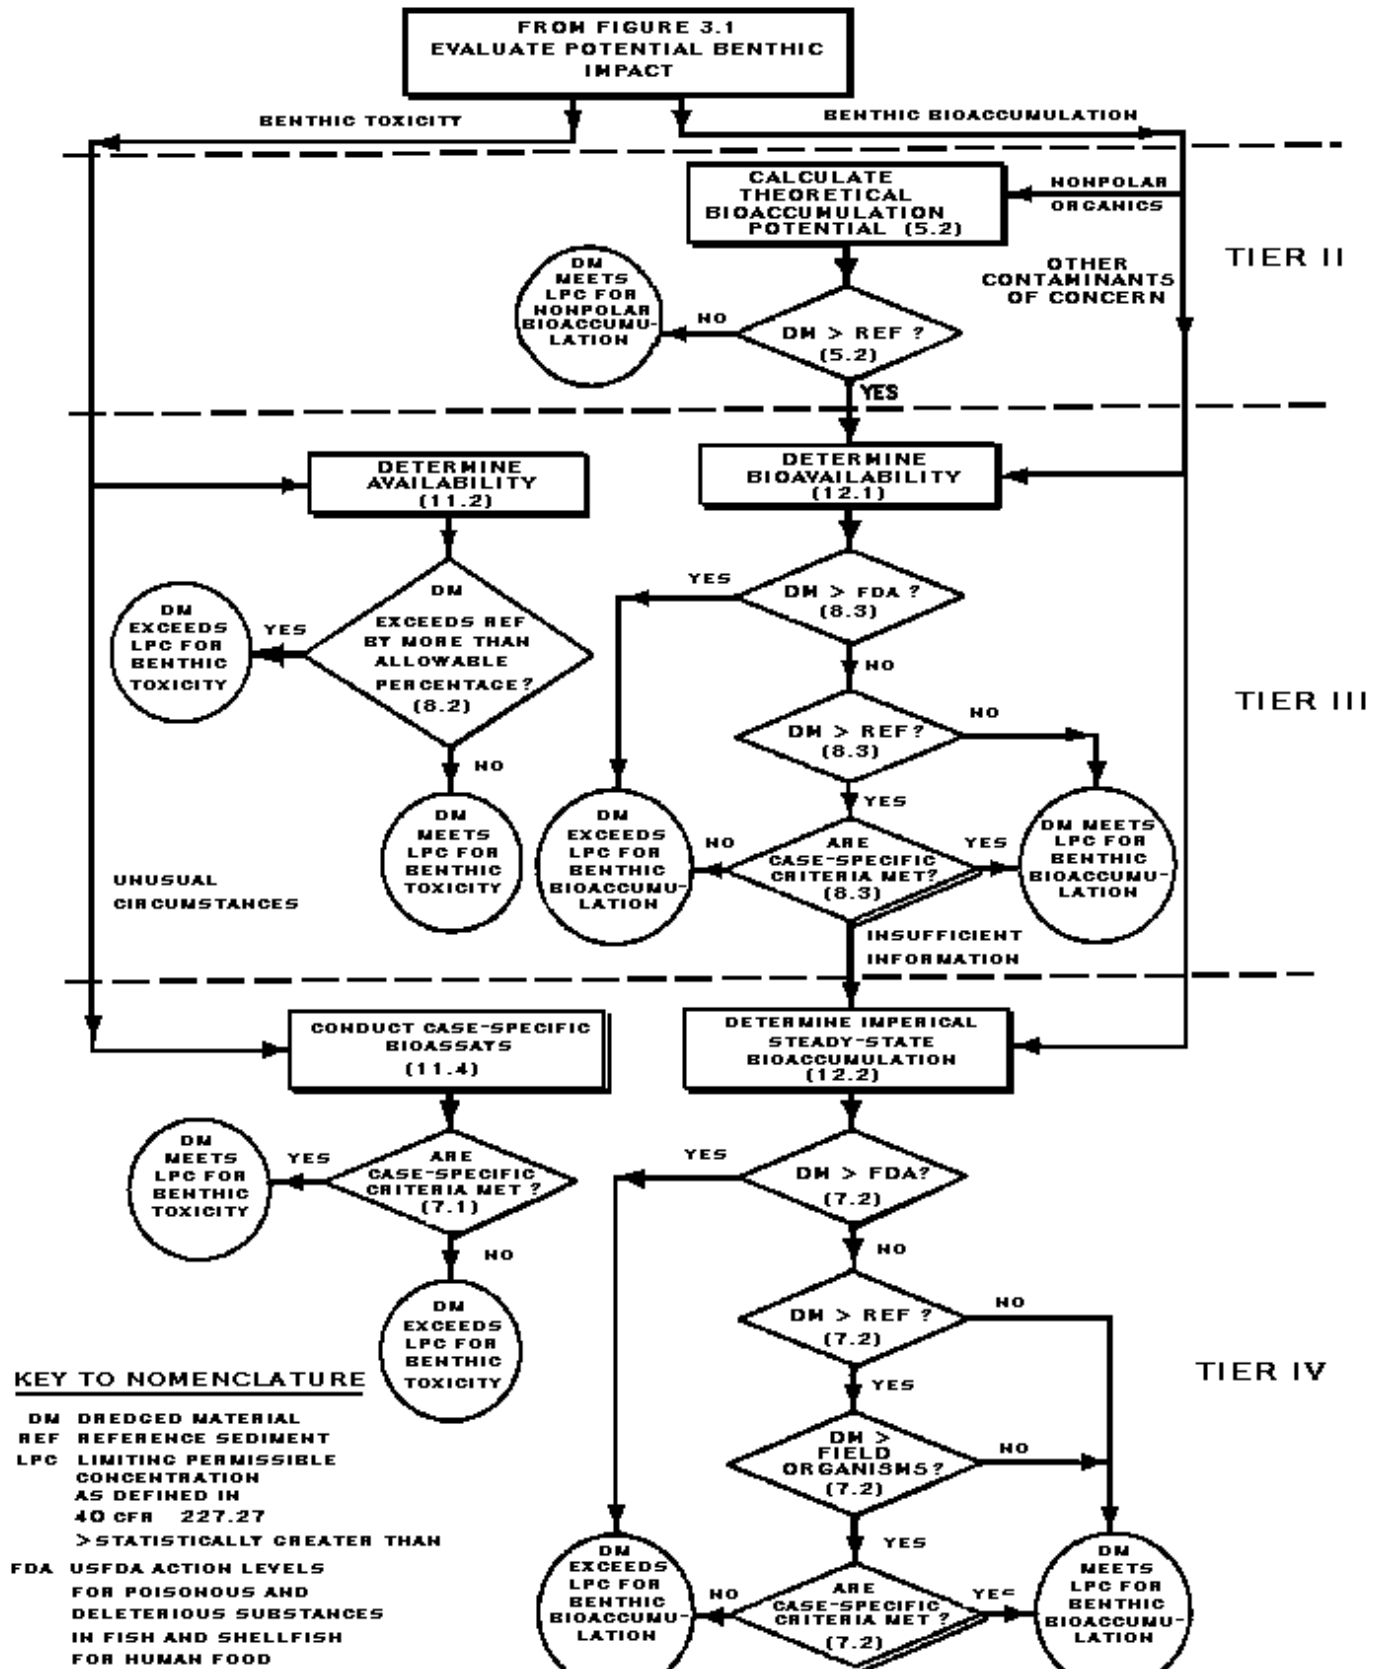 FROM FIGURE 3.1
EVALUATE POTENTIAL BENTHIC
IMPACT
BENTHIC TOXICITY
BENTHIC BIOACCUMULATION
CALCULATE
THEORETICAL
BIOACCUMULATION
POTENTIAL (5.2)
NONPOLAR
ORGANICS
TIER II
OTHER
CONTAMINANTS
OF CONCERN
DM
MEETS
LPC FOR
NONPOLAR
BIOACCUMU-
LATION
NO
DM > REF ?
(5.2)
YES
DETERMINE
AVAILABILITY
(11.2)
DETERMINE
BIOAVAILABILITY
(12.1)
DM
EXCEEDS
LPC FOR
BENTHIC
TOXICITY
YES
DM
EXCEEDS REF
BY MORE THAN
ALLOWABLE
PERCENTAGE?
(8.2)
YES
DM > FDA ?
(8.3)
NO
TIER III
DM > REF?
(8.3)
NO
NO
YES
DM
MEETS
LPC FOR
BENTHIC
TOXICITY
DM
EXCEEDS
LPC FOR
BENTHIC
BIOACCUMU-
LATION
NO
ARE
CASE-SPECIFIC
CRITERIA MET?
(8.3)
YES
DM MEETS
LPC FOR
BENTHIC
BIOACCUMU-
LATION
UNUSUAL
CIRCUMSTANCES
INSUFFICIENT
INFORMATION
CONDUCT CASE-SPECIFIC
BIOASSATS
(11.4)
DETERMINE IMPERICAL
STEADY-STATE
BIOACCUMULATION
(12.2)
DM
MEETS
LPC FOR
BENTHIC
TOXICITY
YES
ARE
CASE-SPECIFIC
CRITERIA MET ?
(7.1)
NO
DM
EXCEEDS
LPC FOR
BENTHIC
TOXICITY
YES
DM > FDA?
(7.2)
NO
DM > REF ?
(7.2)
NO
YES
TIER IV
DM >
FIELD
ORGANISMS?
(7.2)
NO
YES
DM
EXCEEDS
LPC FOR
BENTHIC
BIOACCUMU-
LATION
NO
ARE
CASE-SPECIFIC
CRITERIA MET ?
(7.2)
YES
DM
MEETS
LPC FOR
BENTHIC
BIOACCUMU-
LATION
KEY TO NOMENCLATURE
DM DREDGED MATERIAL
REF REFERENCE SEDIMENT
LPC LIMITING PERMISSIBLE
CONCENTRATION
AS DEFINED IN
40 CFR 227.27
> STATISTICALLY GREATER THAN
FDA USFDA ACTION LEVELS
FOR POISONOUS AND
DELETERIOUS SUBSTANCES
IN FISH AND SHELLFISH
FOR HUMAN FOOD